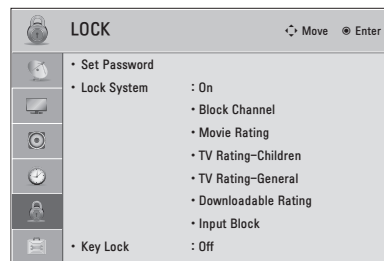 LOCK Move Enter
• Set Password
• Lock System : On
• Block Channel
• Movie Rating
• TV Rating-Children
• TV Rating-General
• Downloadable Rating
• Input Block
• Key Lock : Off